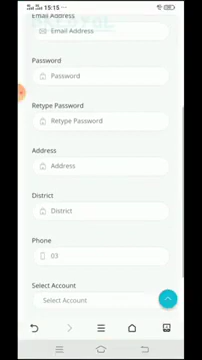 15:15
Email Address
Email Address
Password
Password
Retype Password
Retype Password
Address
Address
District
District
Phone
03
Select Account
Select Account